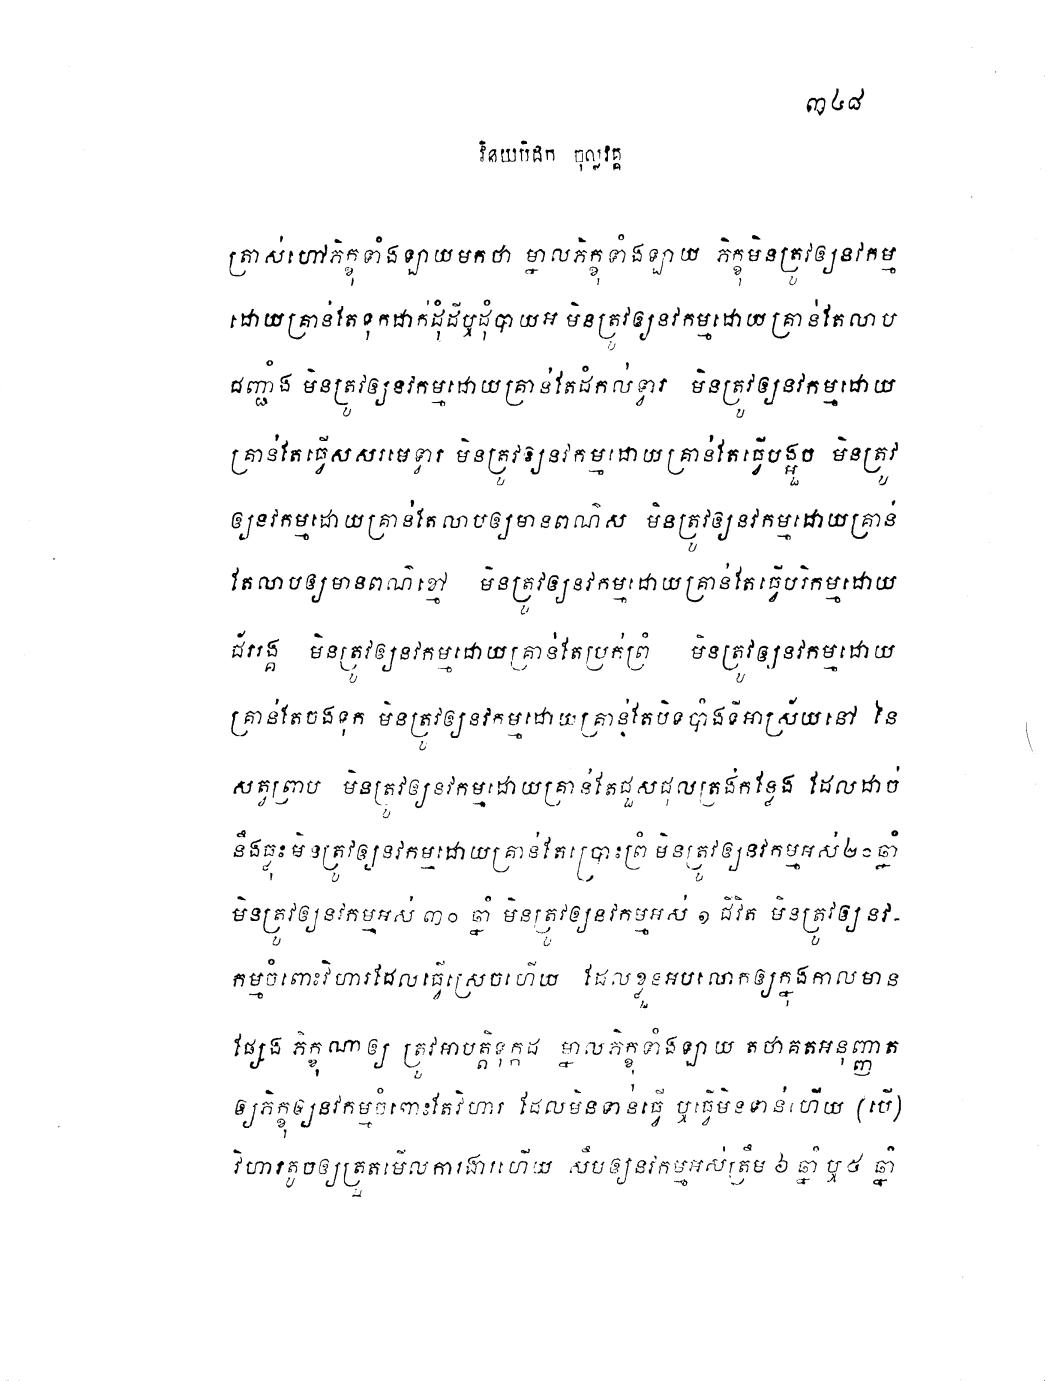 ៣៤៨
វិនយបិដក ចុល្លវគ្គ
ត្រាស់ហៅភិក្ខុទាំងឡាយមកថា ម្នាលភិក្ខុទាំងឡាយ ភិក្ខុមិនត្រូវឲ្យនវកម្ម
ដោយគ្រាន់តែទុកដាក់ដុំដីឬដុំបាយអ មិនត្រូវឲ្យនវកម្មដោយគ្រាន់តែលាប
ជញ្ជាំង មិនត្រូវឲ្យនវកម្មដោយគ្រាន់តែដំកល់ទ្វារ មិនត្រូវឲ្យនវកម្មដោយ
គ្រាន់តែធ្វើសសរមេទ្វារ មិនត្រូវឱ្យនវកម្មដោយគ្រាន់តែធ្វើបង្អួច មិនត្រូវ
ឲ្យនវកម្មដោយគ្រាន់តែលាបឲ្យមានពណ៌ស មិនត្រូវឲ្យនវកម្មដោយគ្រាន់
តែលាបឲ្យមានពណ៌ខ្មៅ មិនត្រូវឲ្យនវកម្មដោយគ្រាន់តែធ្វើបរិកម្មដោយ
ជ័ររង្គ មិនត្រូវឲ្យនវកម្មដោយគ្រាន់តែប្រក់ព្រំ មិនត្រូវឲ្យនវកម្មដោយ
គ្រាន់តែចងទុក មិនត្រូវឲ្យនវកម្មដោយគ្រាន់តែបិទបាំងទីអាស្រ័យនៅ នៃ
សត្វព្រាប មិនត្រូវឲ្យនវកម្មដោយគ្រាន់តែជួសជុលត្រង់កន្លែង ដែលដាច់
នឹងធ្លុះ មិនត្រូវឲ្យនវកម្មដោយគ្រាន់តែប្រោះព្រំ មិនត្រូវឲ្យនវកម្មអស់២០ឆ្នាំ
មិនត្រូវឲ្យនវកម្មអស់ ៣០ ឆ្នាំ មិនត្រូវឲ្យនវកម្មអស់ ១ ជីវិត មិនត្រូវឲ្យនវ-
កម្មចំពោះវិហារដែលធ្វើស្រេចហើយ ដែលខ្លួនអបលោកឲ្យក្នុងកាលមាន
ផ្សែង ភិក្ខុណាឲ្យ ត្រូវអាបត្តិទុក្កដ ម្នាលភិក្ខុទាំងឡាយ តថាគតអនុញ្ញាត
ឲ្យភិក្ខុឲ្យនវកម្មចំពោះតែវិហារ ដែលមិនទាន់ធ្វើ ឬធ្វើមិនទាន់ហើយ (បើ)
វិហារតូចឲ្យត្រួតមើលការងារហើយ សឹបឲ្យនវកម្មអស់ត្រឹម ៦ ឆ្នាំ ឬ ៥ ឆ្នាំ